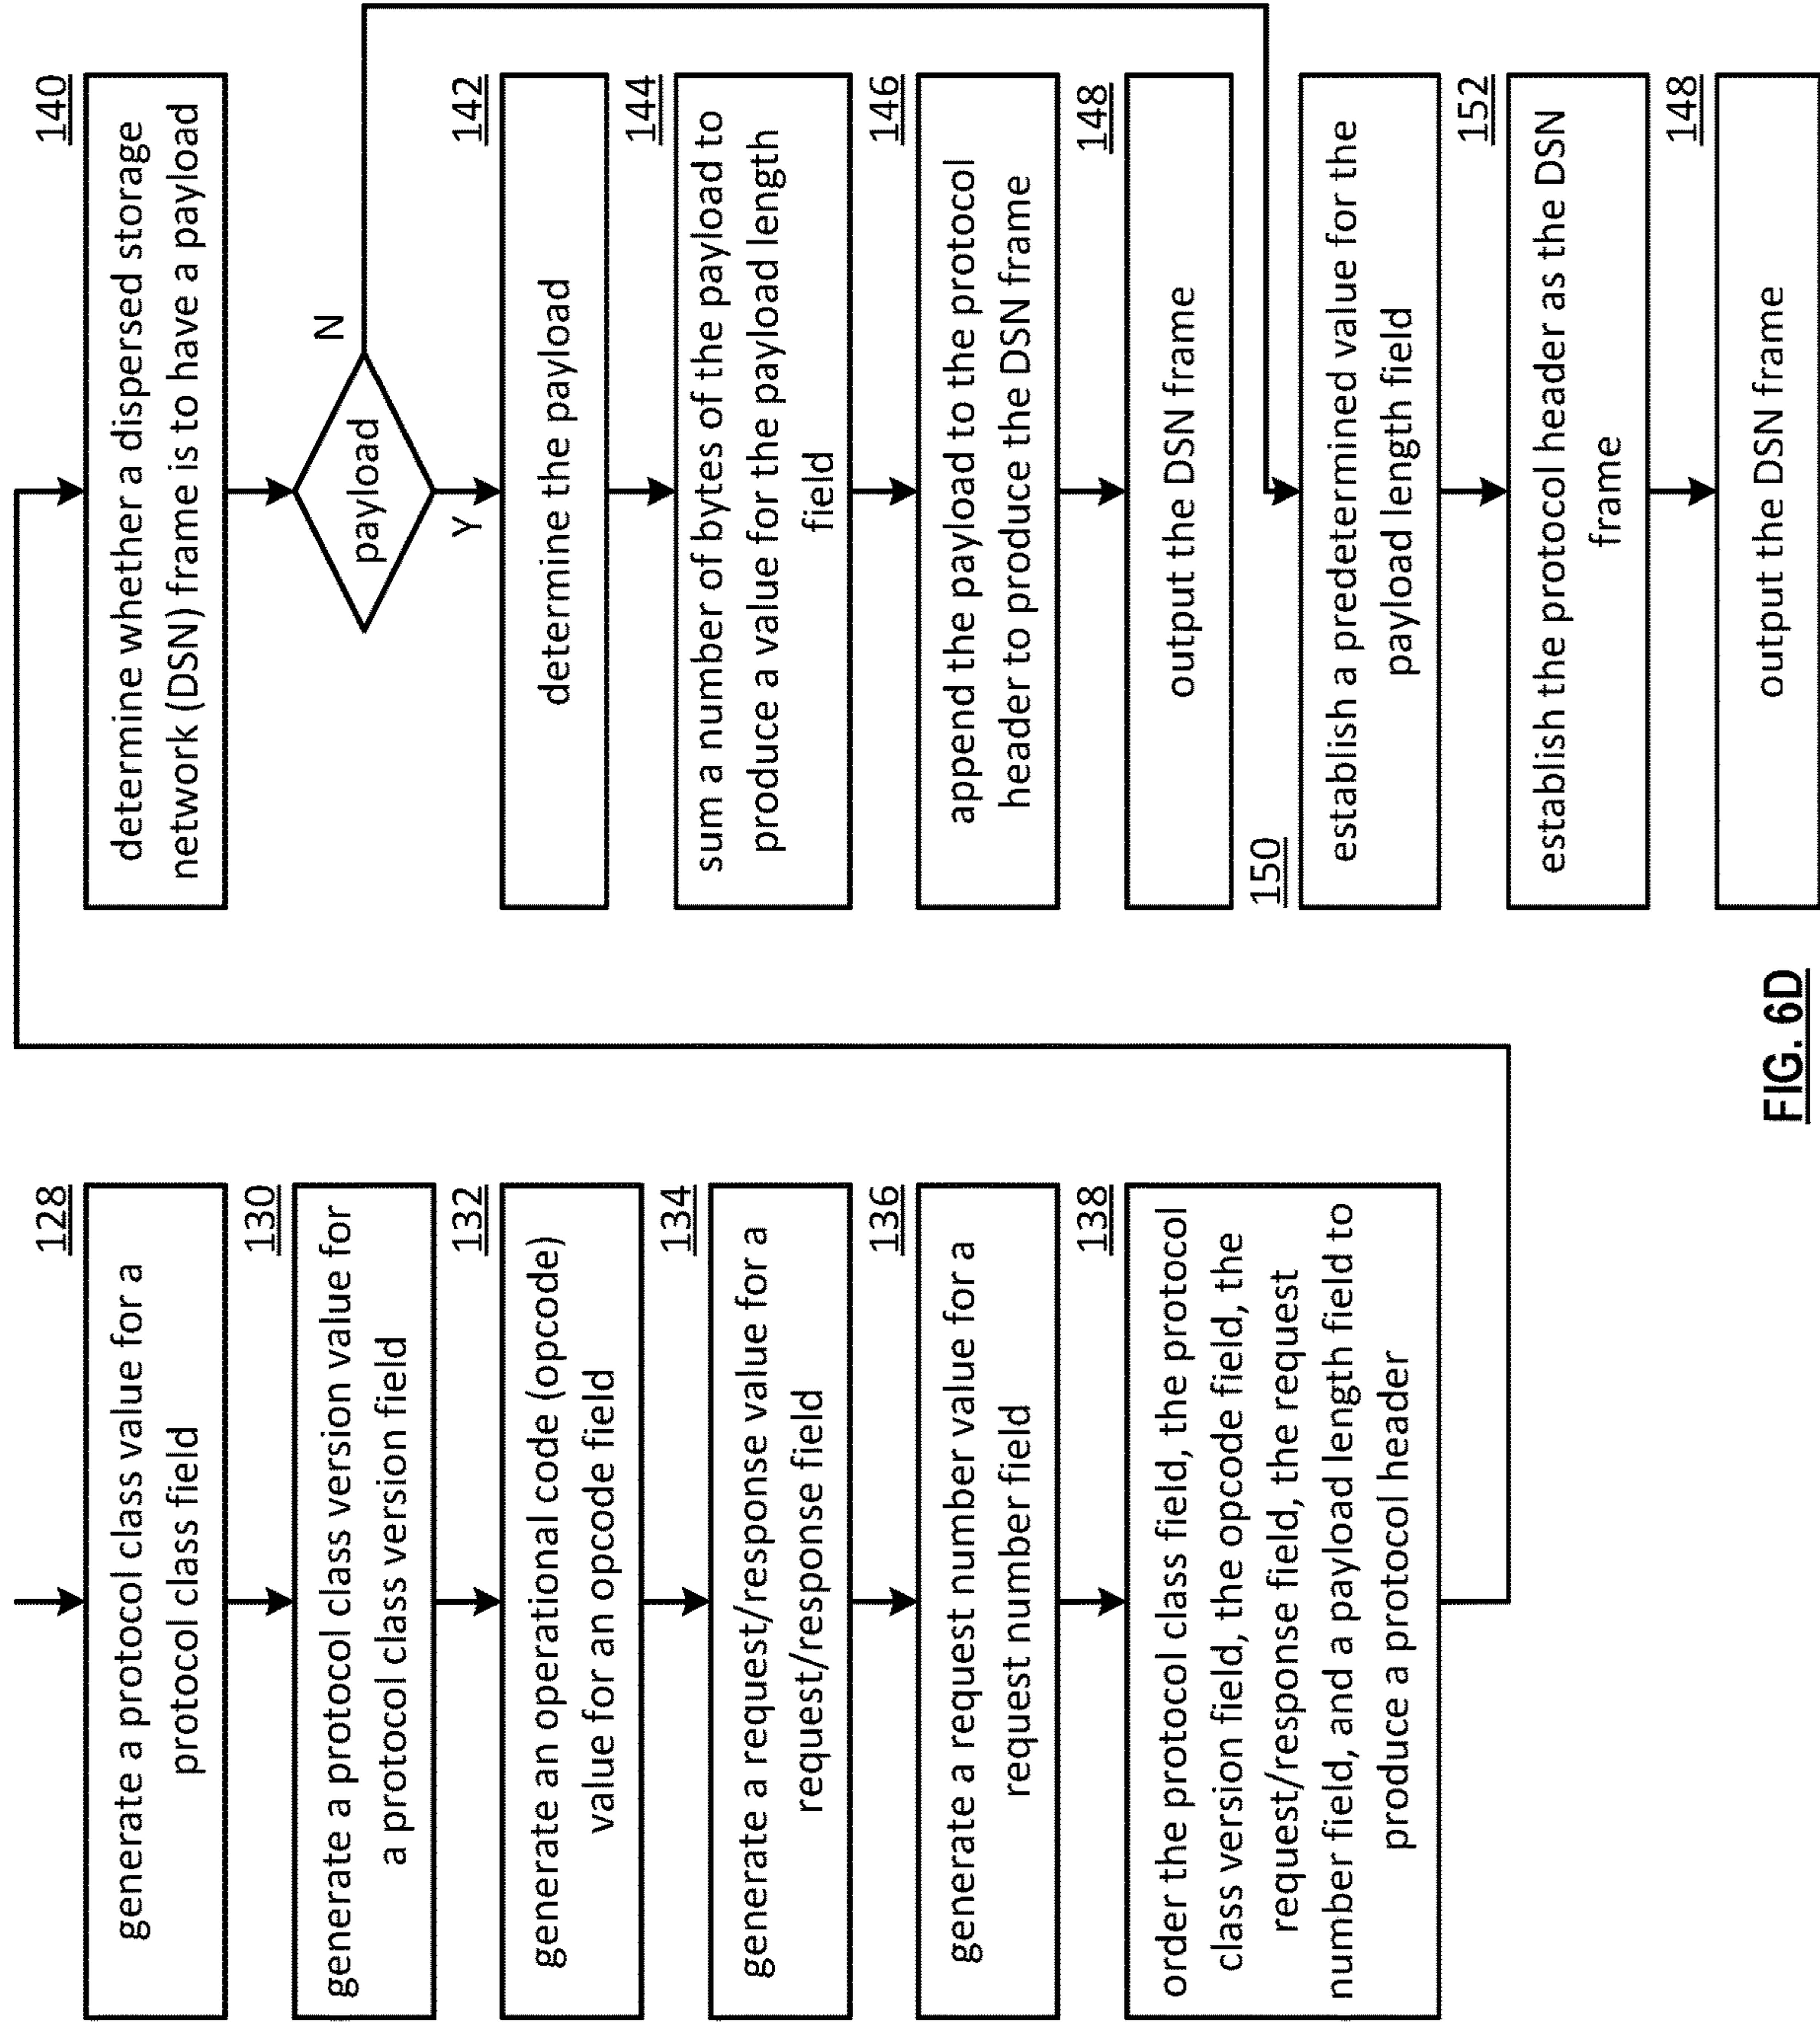 128
generate a protocol class value for a
protocol class field
130
generate a protocol class version value for
a protocol class version field
132
generate an operational code (opcode)
value for an opcode field
134
generate a request/response value for a
request/response field
136
generate a request number value for a
request number field
138
order the protocol class field, the protocol
class version field, the opcode field, the
request/response field, the request
number field, and a payload length field to
produce a protocol header
140
determine whether a dispersed storage
network (DSN) frame is to have a payload
payload
N
Y
142
determine the payload
144
sum a number of bytes of the payload to
produce a value for the payload length
field
146
append the payload to the protocol
header to produce the DSN frame
148
output the DSN frame
150
establish a predetermined value for the
payload length field
152
establish the protocol header as the DSN
frame
148
output the DSN frame
FIG. 6D